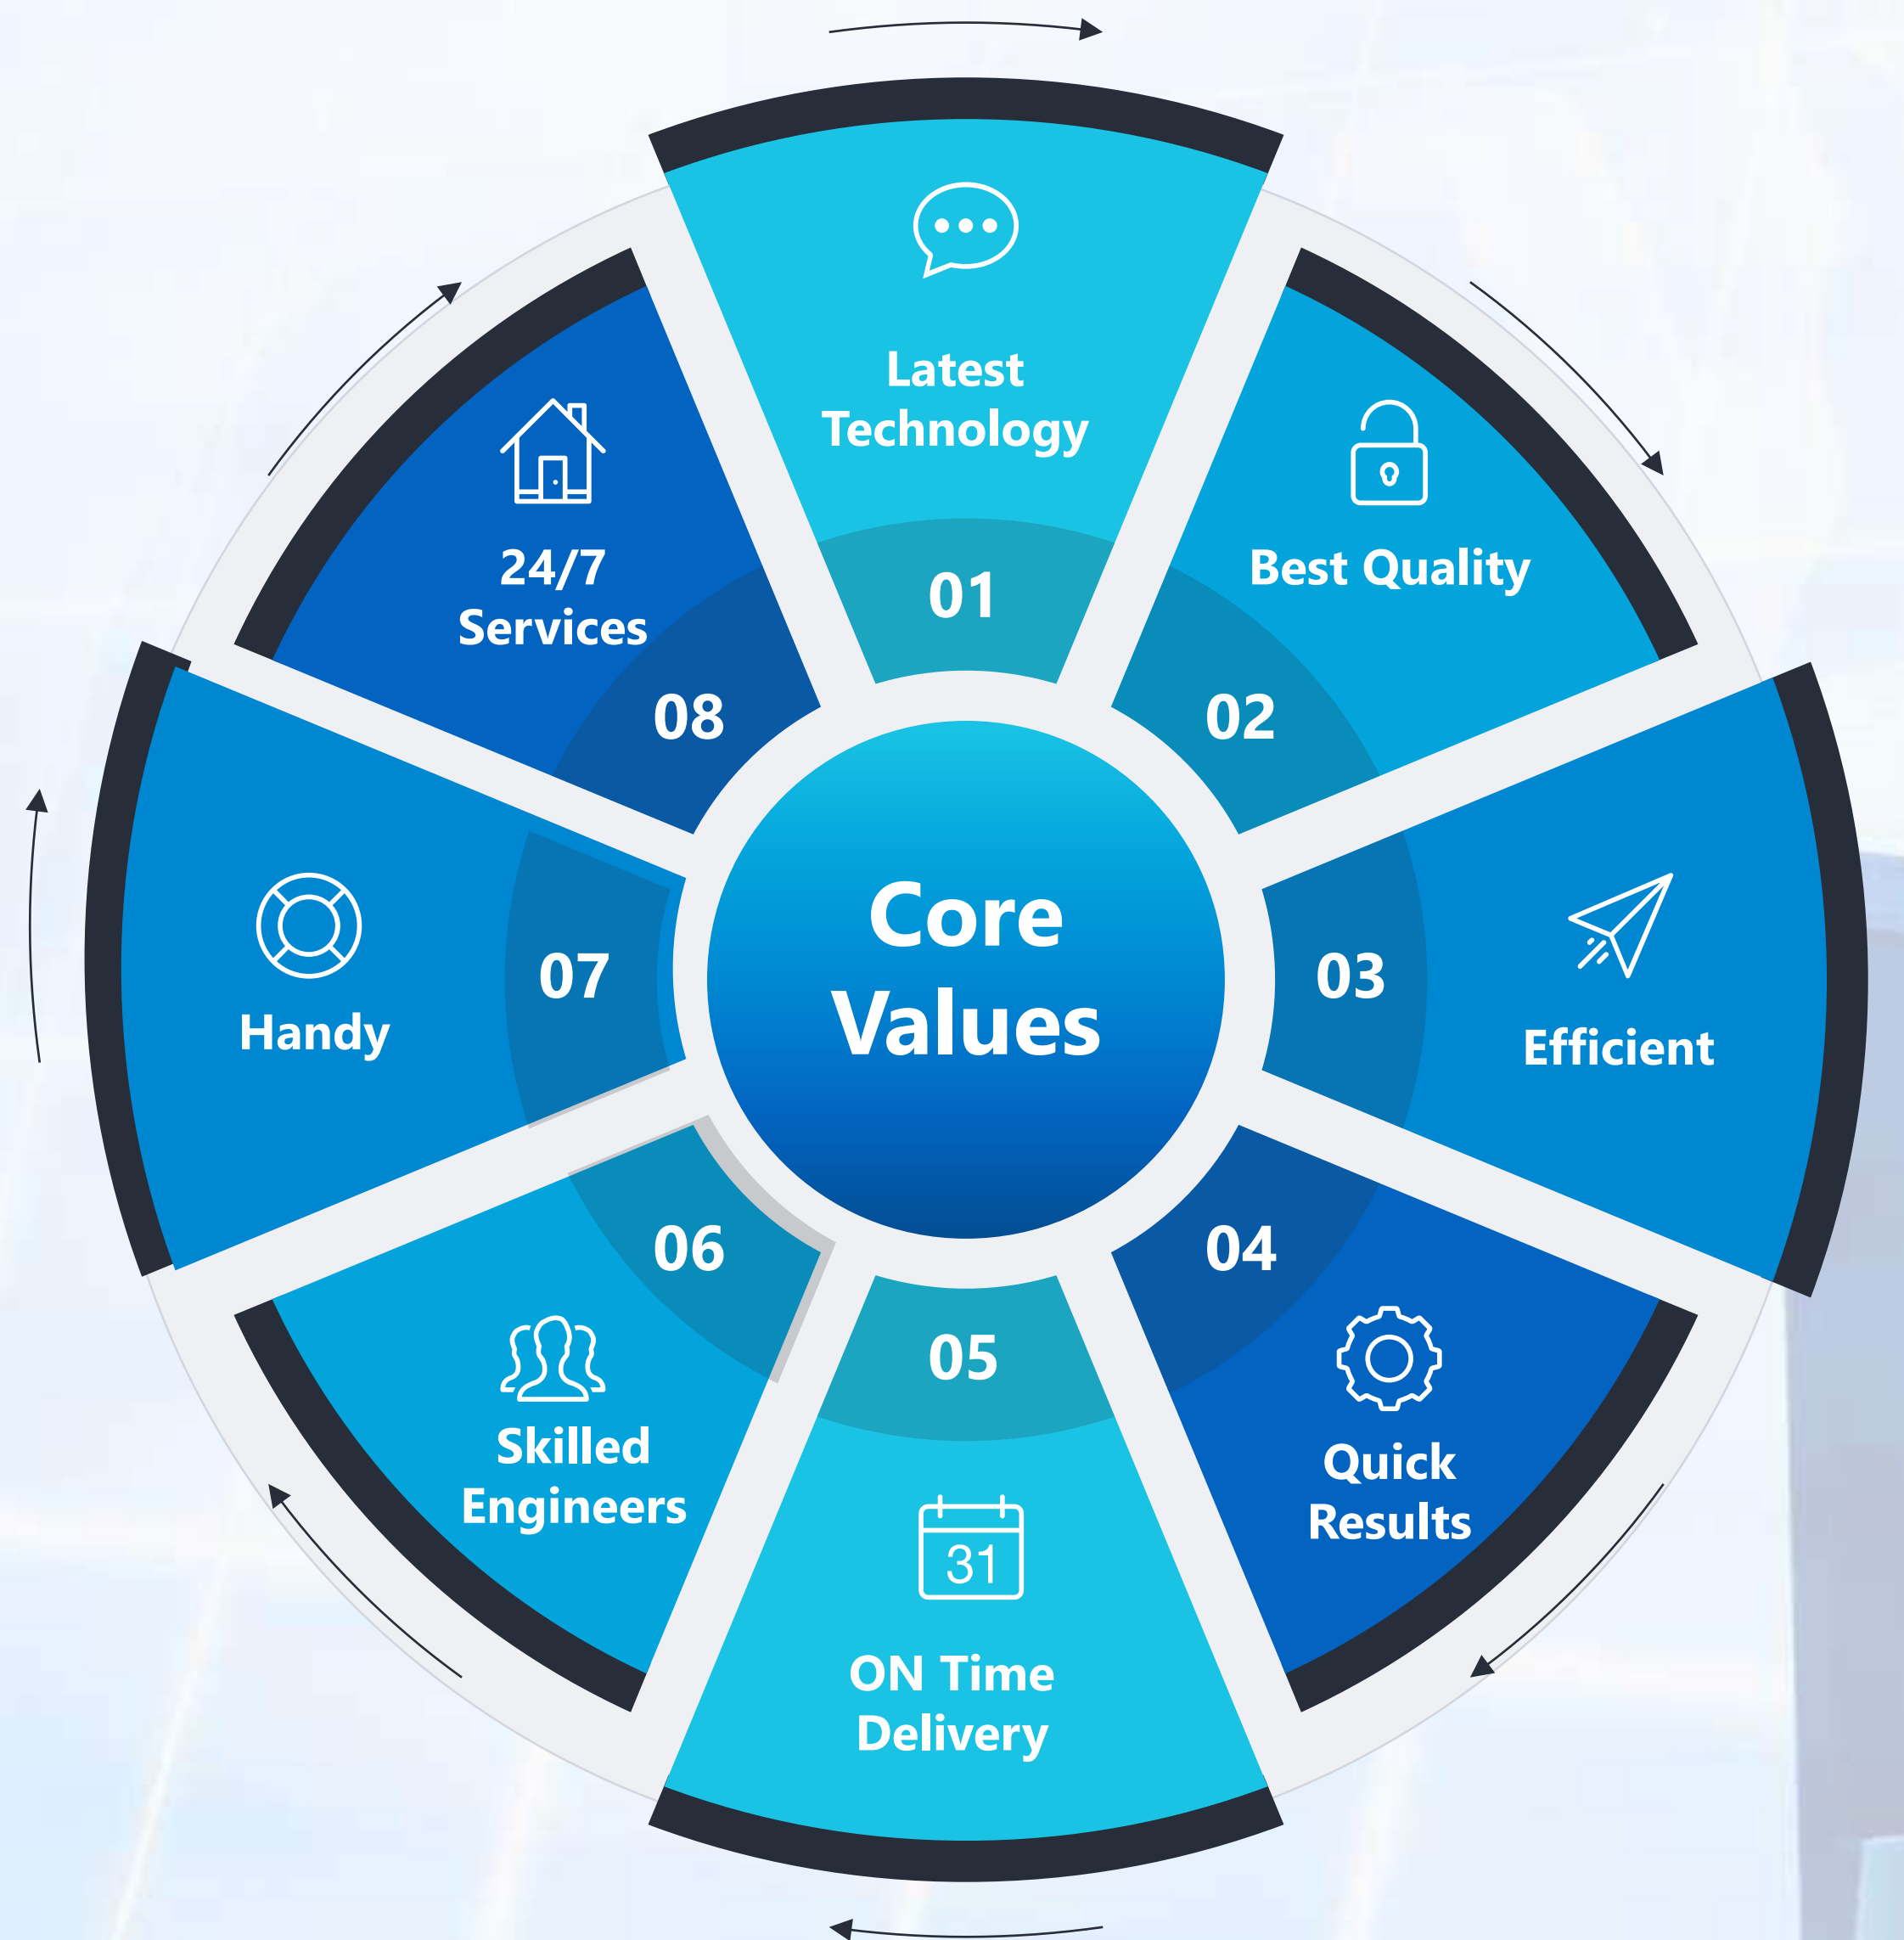 Core
Values
Latest
Technology
01
Best Quality
02
03
Efficient
04
Quick
Results
05
31
ON Time
Delivery
06
Skilled
Engineers
07
Handy
24/7
Services
08